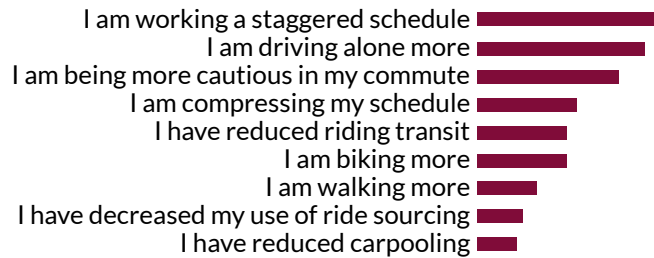 I am working a staggered schedule
I am driving alone more
I am being more cautious in my commute
I am compressing my schedule
I have reduced riding transit
I am biking more
I am walking more
I have decreased my use of ride sourcing
I have reduced carpooling